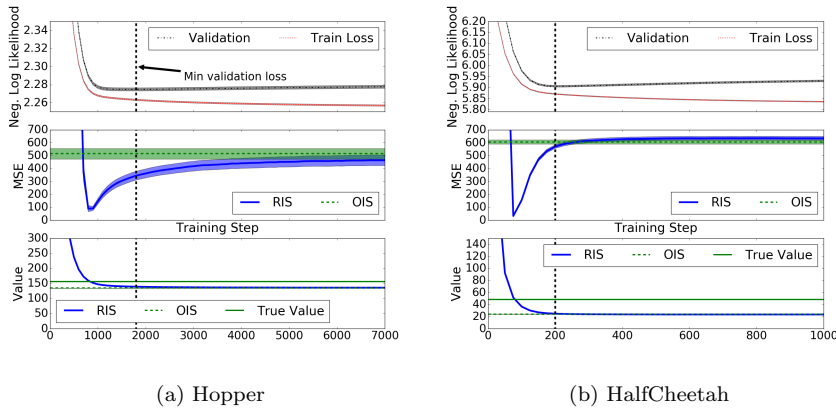 Neg. Log Likelihood
2.34
2.32
2.30
2.28
2.26
Validation
Train Loss
Min validation loss
MSE
700
600
500
400
300
200
100
0
RIS
OIS
Training Step
Value
300
250
200
150
100
50
0
RIS
OIS
True Value
0 1000 2000 3000 4000 5000 6000 7000
(a) Hopper
Neg. Log Likelihood
6.20
6.15
6.10
6.05
6.00
5.95
5.90
5.85
5.80
Validation
Train Loss
MSE
700
600
500
400
300
200
100
0
RIS
OIS
Training Step
Value
140
120
100
80
60
40
20
0
RIS
OIS
True Value
0 200 400 600 800 1000
(b) HalfCheetah